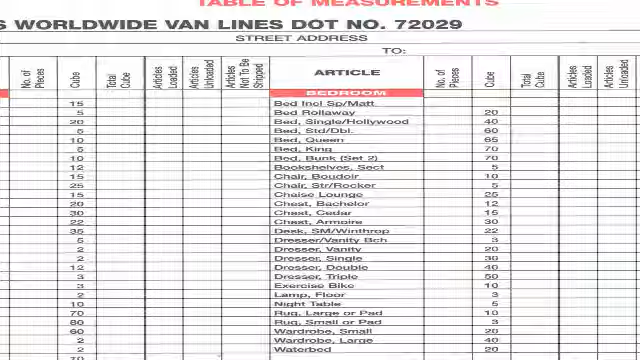 TABLE OF MEASUREMENTS
S WORLDWIDE VAN LINES DOT NO. 72029
STREET ADDRESS
TO:
No. of Pieces Cube Total Cube Articles Loaded Articles Unloaded Articles Not To Be Shipped ARTICLE No. of Pieces Cube Total Cube Articles Loaded Articles Unloaded
BEDROOM
15 Bed Incl Sp/Matt
5 Bed Rollaway 20
20 Bed, Single/Hollywood 40
5 Bed, Std/Dbl. 60
10 Bed, Queen 65
5 Bed, King 70
10 Bed, Bunk (Set 2) 70
12 Bookshelves, Sect 5
15 Chair, Boudoir 10
25 Chair, Str/Rocker 5
15 Chaise Lounge 25
20 Chest, Bachelor 12
30 Chest, Cedar 15
22 Chest, Armoire 30
35 Desk, SM/Winthrop 22
5 Dresser/Vanity Bch 3
2 Dresser, Vanity 20
2 Dresser, Single 30
12 Dresser, Double 40
3 Dresser, Triple 50
3 Exercise Bike 10
2 Lamp, Floor 3
10 Night Table 5
70 Rug, Large or Pad 10
80 Rug, Small or Pad 3
60 Wardrobe, Small 20
2 Wardrobe, Large 40
2 Waterbed 20
70